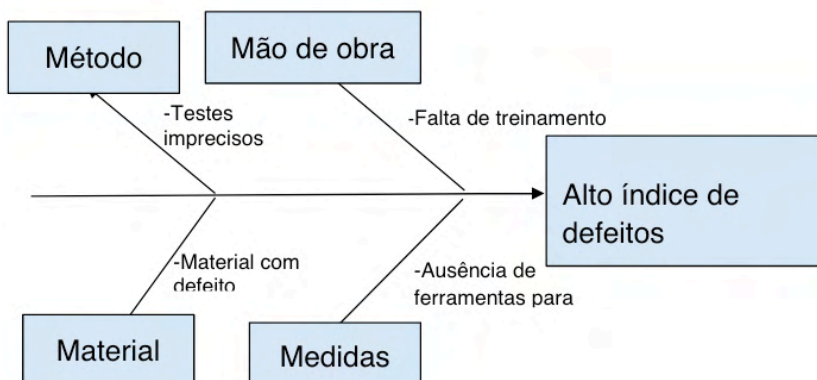 Método
Mão de obra
-Testes
imprecisos
-Falta de treinamento
Alto índice de
defeitos
-Material com
defeito
-Ausência de
ferramentas para
Material
Medidas